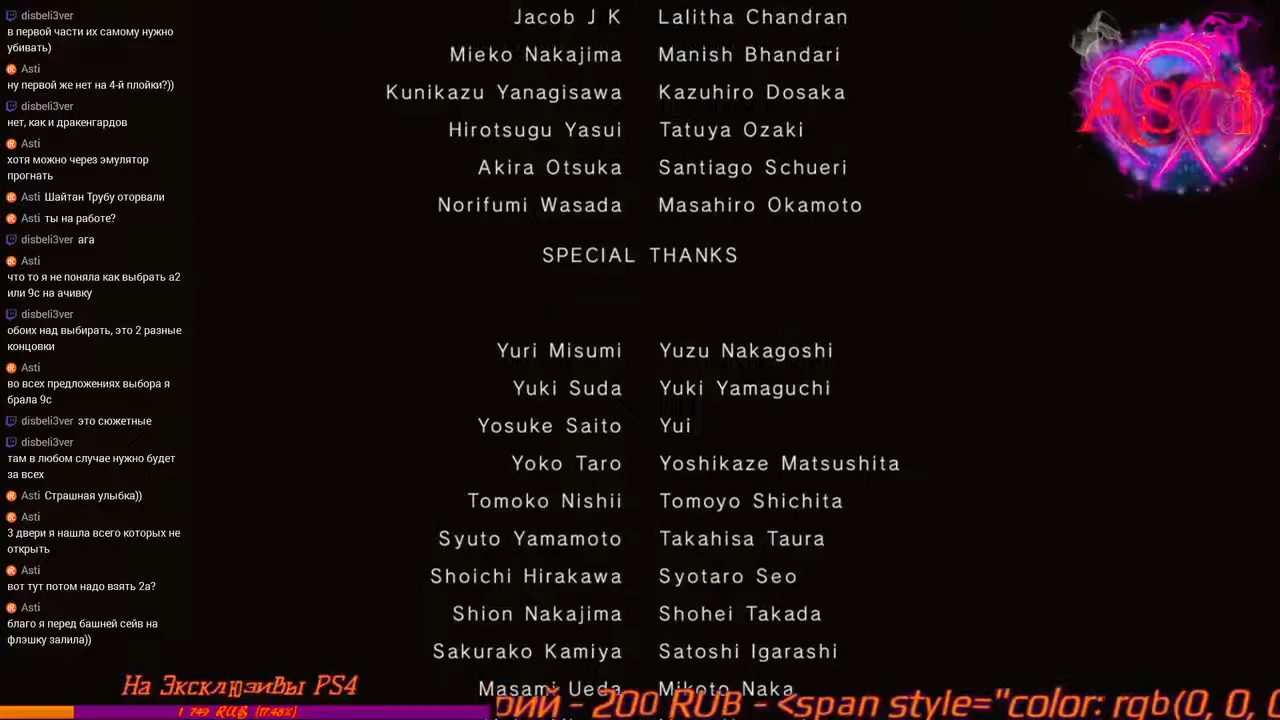 disbeli3ver
в первой части их самому нужно
убивать)
Asti
ну первой же нет на 4-й плойки?))
disbeli3ver
нет, как и дракенгардов
Asti
хотя можно через эмулятор
прогнать
Asti Шайтан Трубу оторвали
Asti ты на работе?
disbeli3ver ага
Asti
что то я не поняла как выбрать а2
или 9с на ачивку
disbeli3ver
обоих над выбирать, это 2 разные
концовки
Asti
во всех предложениях выбора я
брала 9с
disbeli3ver это сюжетные
disbeli3ver
там в любом случае нужно будет
за всех
Asti Страшная улыбка))
Asti
3 двери я нашла всего которых не
открыть
Asti
вот тут потом надо взять 2а?
Asti
благо я перед башней сейв на
флэшку залила))
Jacob J K Lalitha Chandran
Mieko Nakajima Manish Bhandari
Kunikazu Yanagisawa Kazuhiro Dosaka
Hirotsugu Yasui Tatuya Ozaki
Akira Otsuka Santiago Schueri
Norifumi Wasada Masahiro Okamoto
SPECIAL THANKS
Yuri Misumi Yuzu Nakagoshi
Yuki Suda Yuki Yamaguchi
Yosuke Saito Yui
Yoko Taro Yoshikaze Matsushita
Tomoko Nishii Tomoyo Shichita
Syuto Yamamoto Takahisa Taura
Shoichi Hirakawa Syotaro Seo
Shion Nakajima Shohei Takada
Sakurako Kamiya Satoshi Igarashi
Masami Ueda Mikoto Naka
Asti
На Эксклюзивы PS4
1 749 RUB (17.48%)
рий - 200 RUB - <span style="color: rgb(0, 0, 0